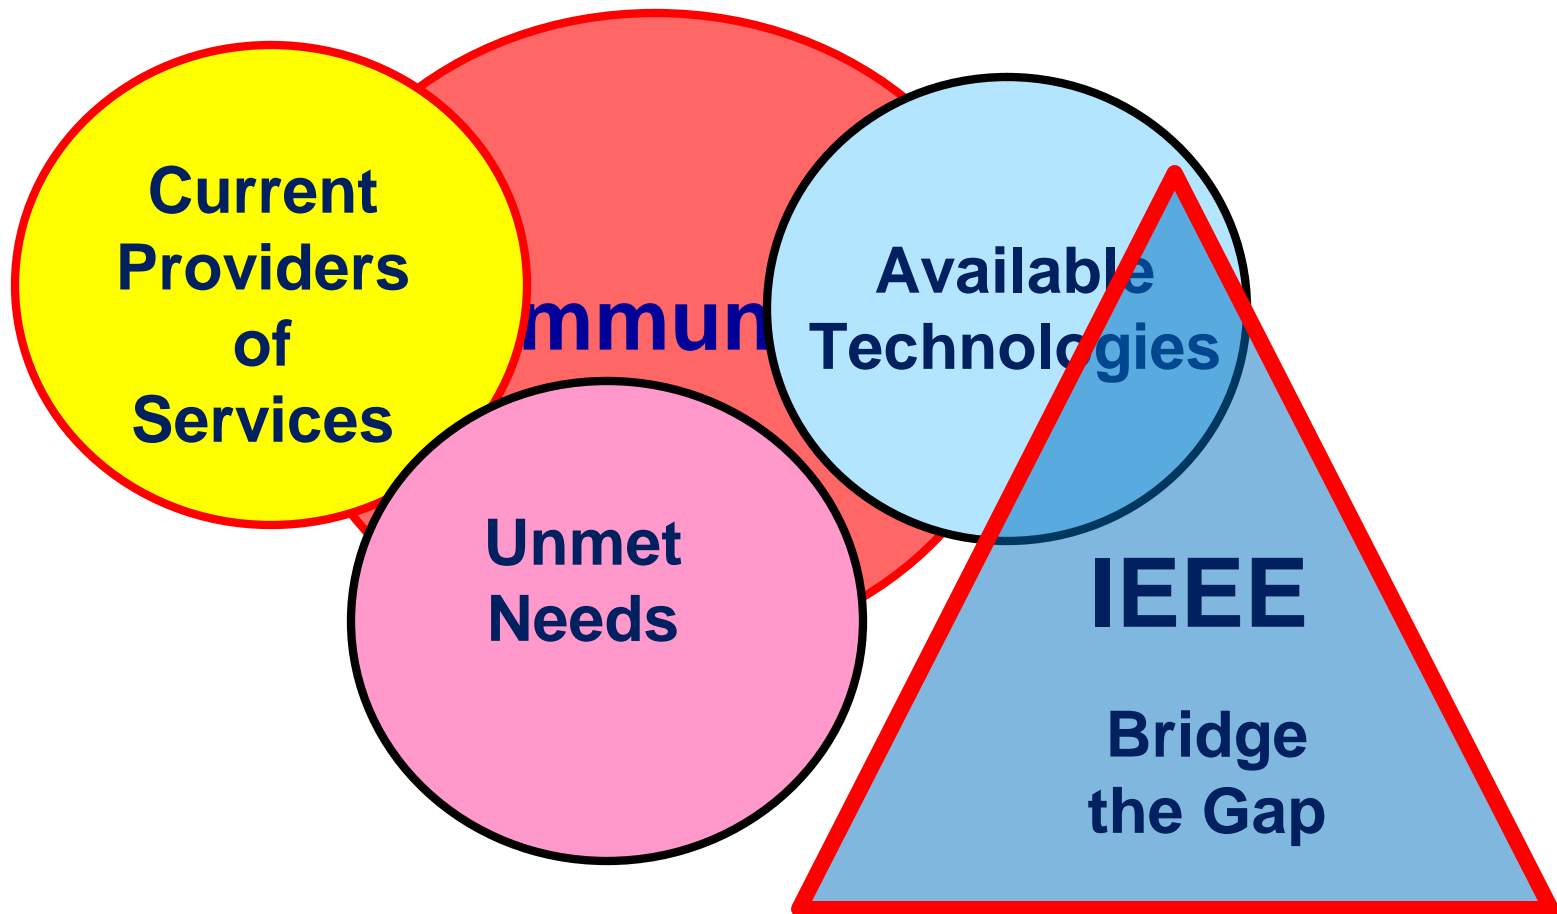 Current
Providers
of
Services
mmun
Available
Technologies
Unmet
Needs
IEEE
Bridge
the Gap